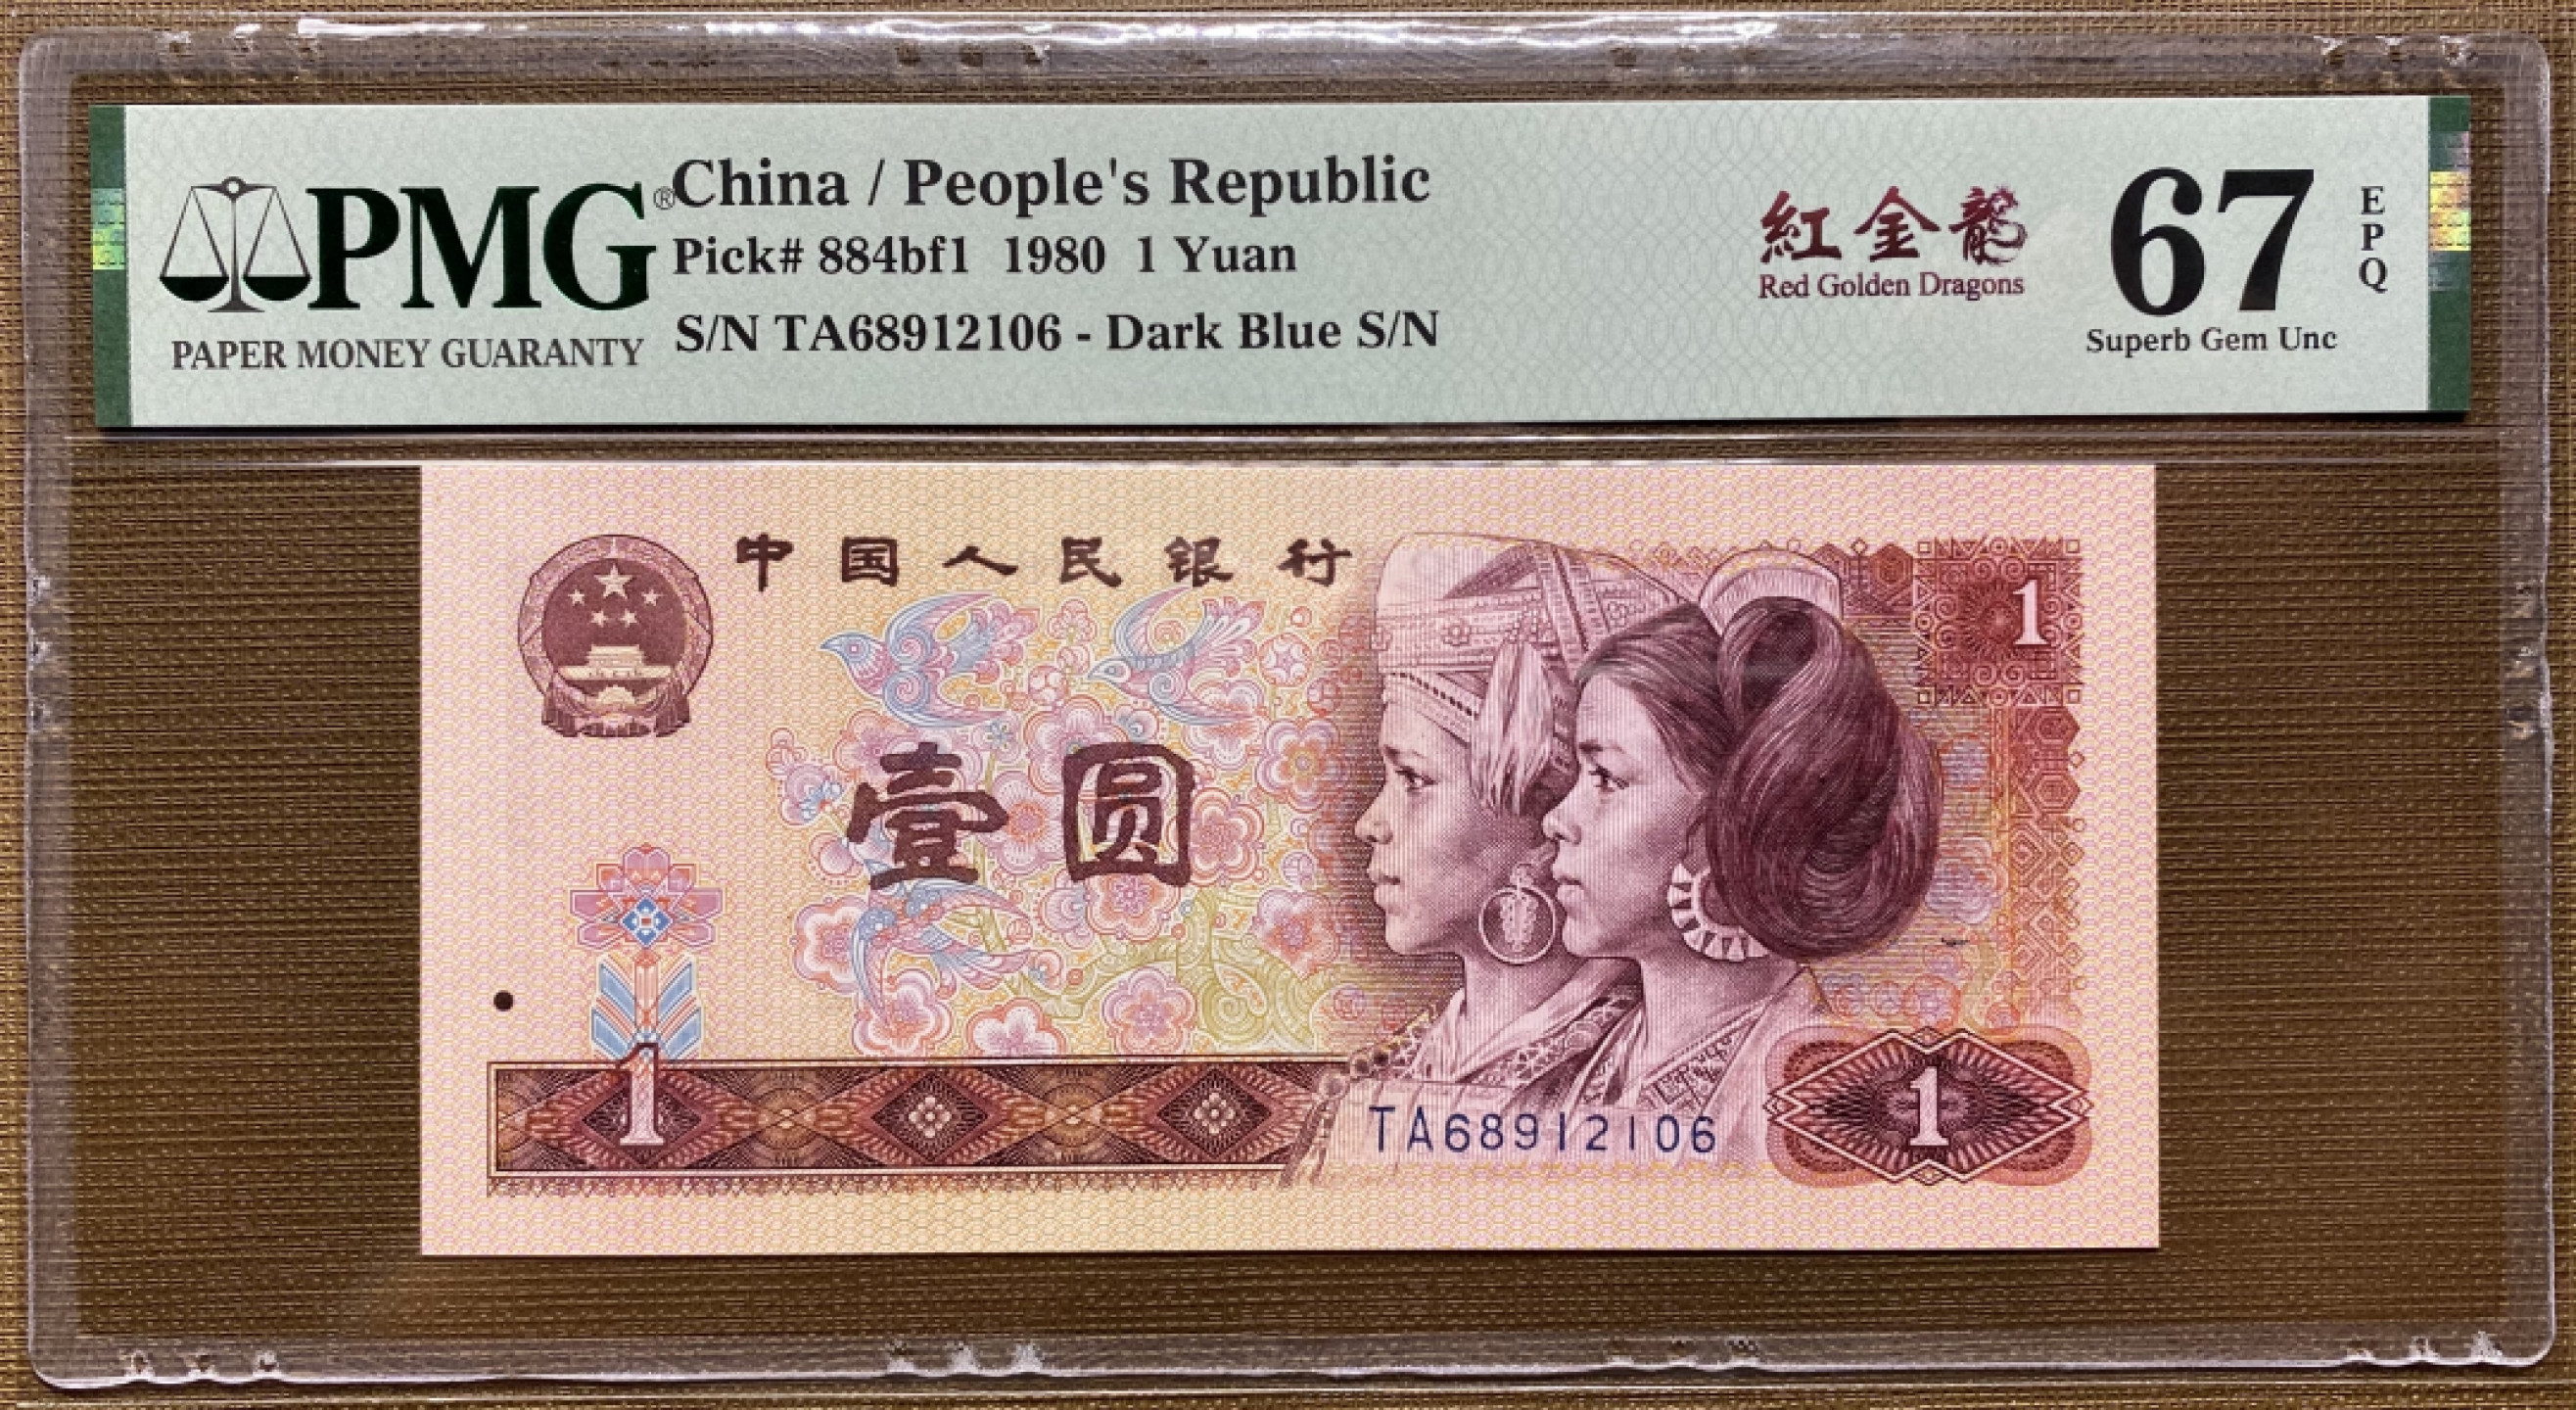 PMG®
PAPER MONEY GUARANTY
China / People's Republic
Pick# 884bf1 1980 1 Yuan
S/N TA68912106 - Dark Blue S/N
紅金龍
Red Golden Dragons
67
EPQ
Superb Gem Unc
中国人民银行
1
壹圆
1
TA68912106
1